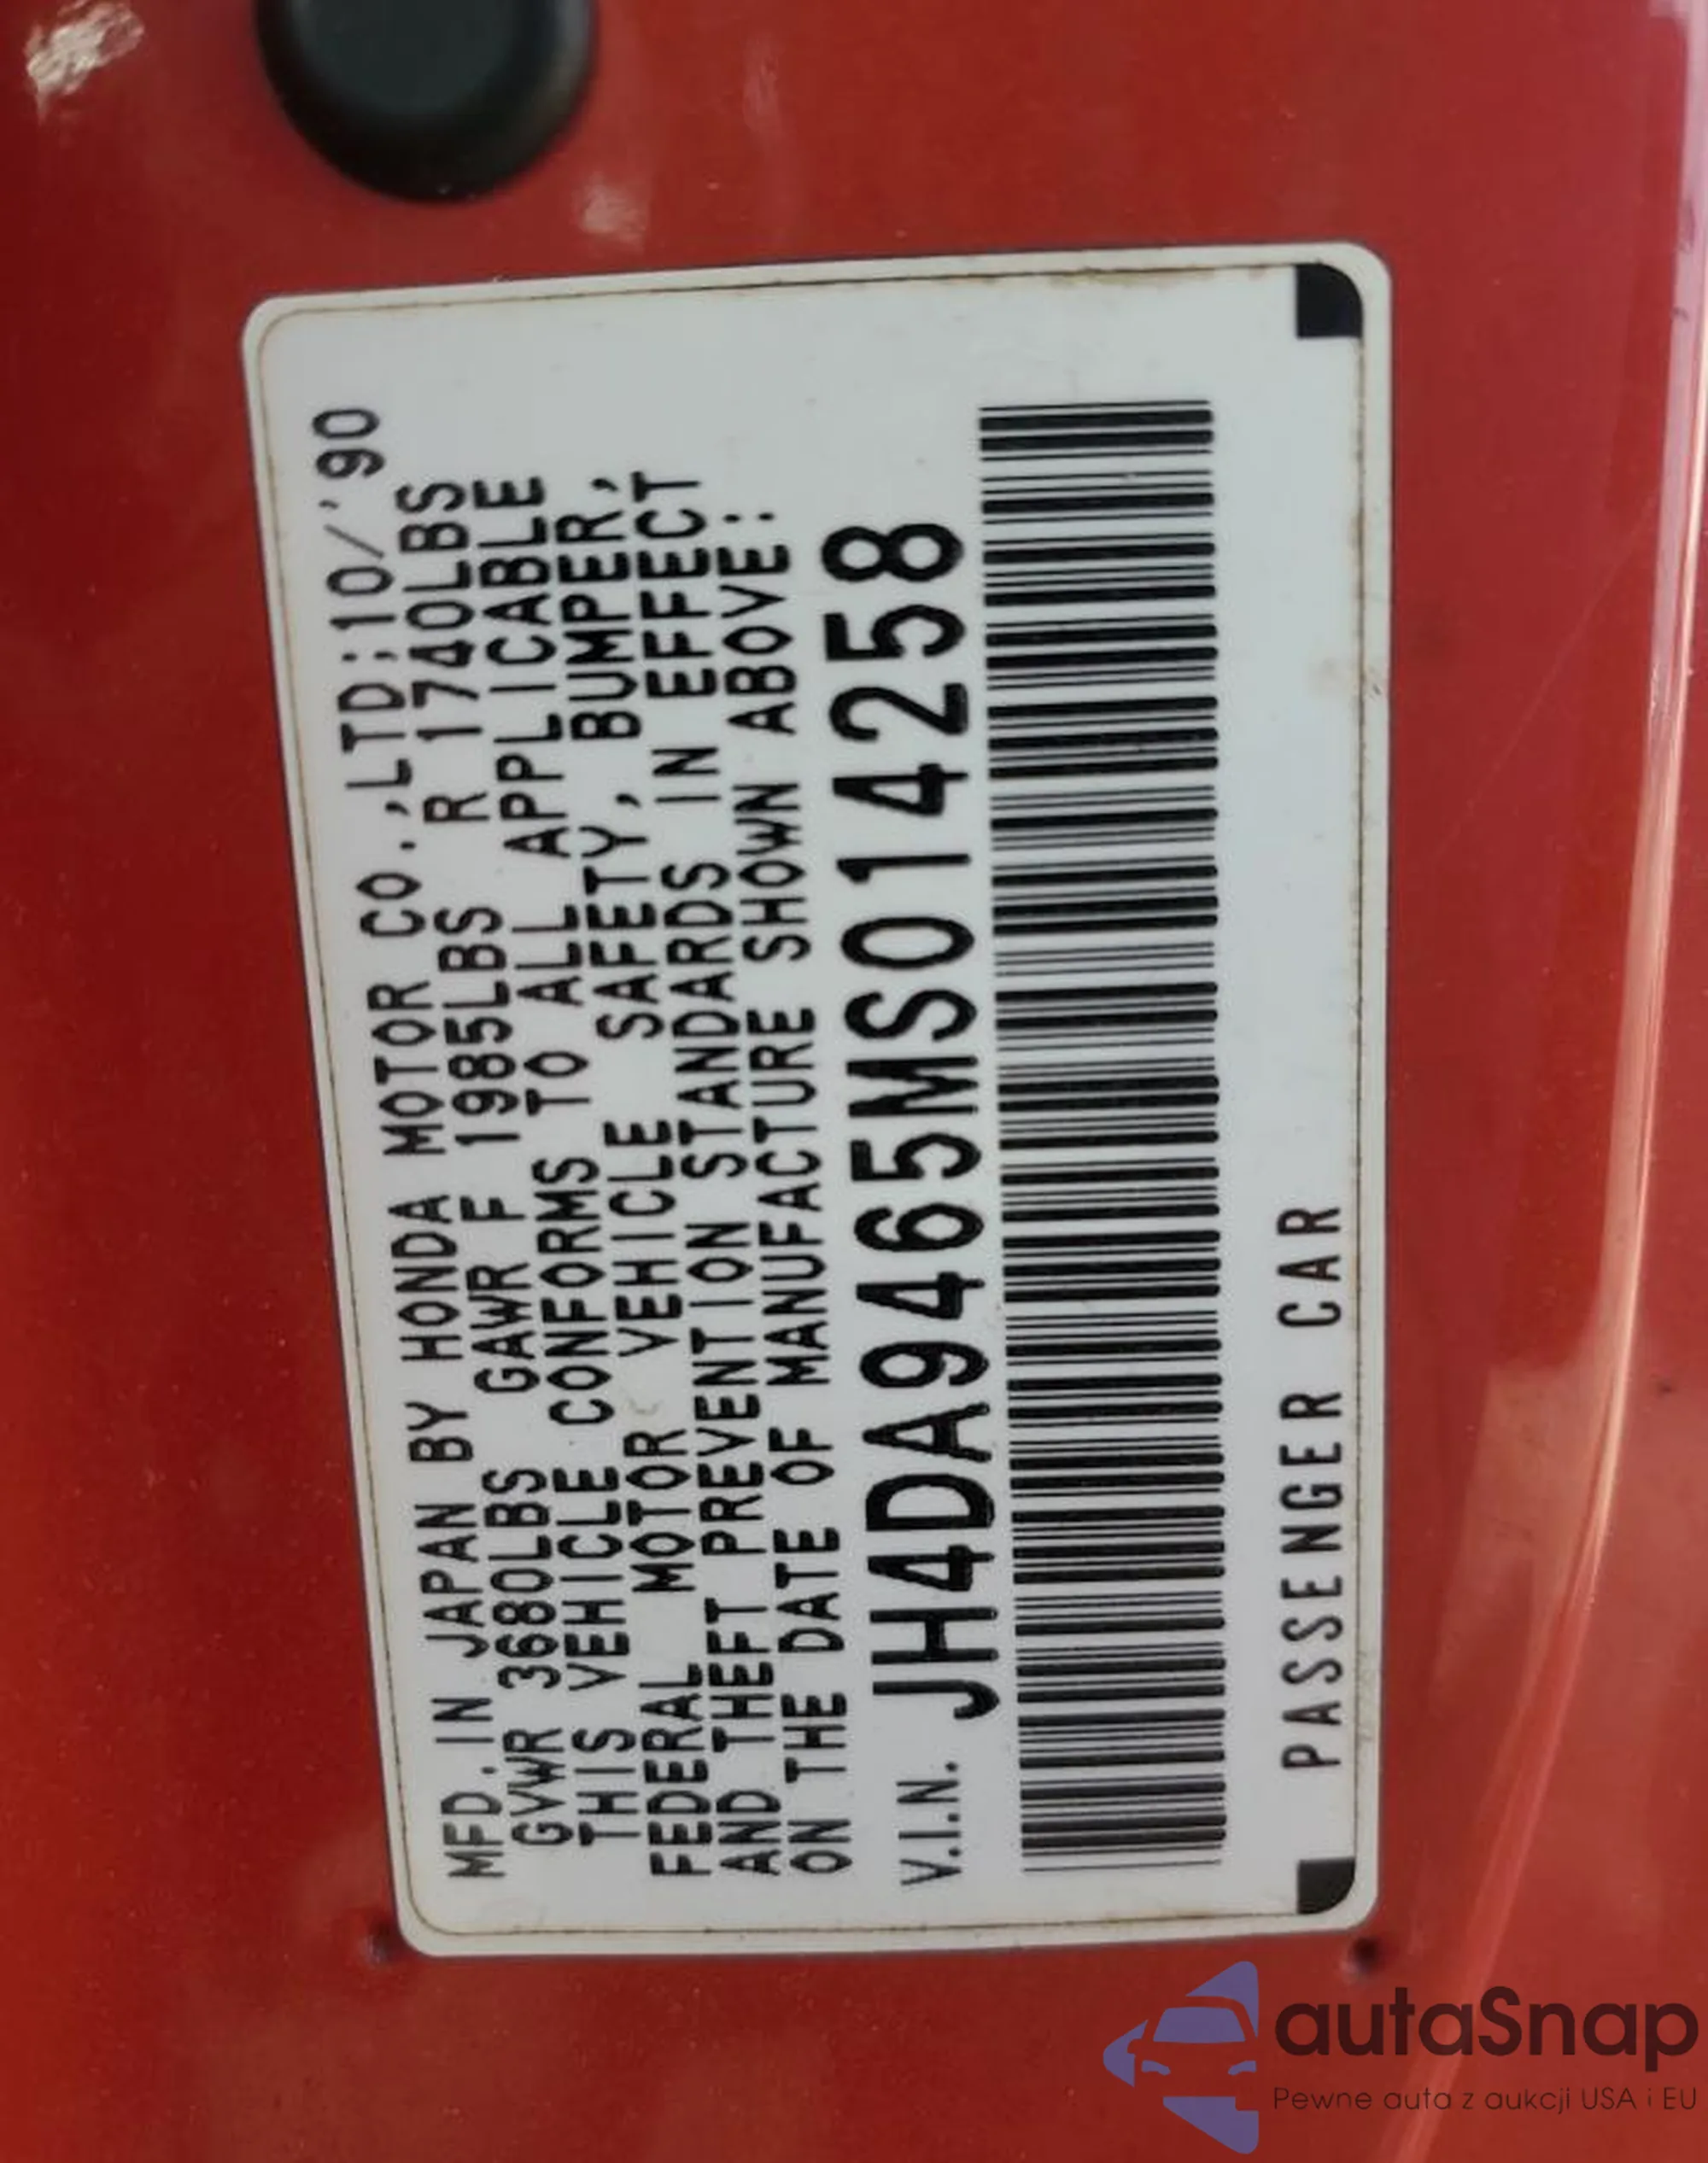 MFD. IN JAPAN BY HONDA MOTOR CO.,LTD;10/'90
GVWR 3680LBS GAWR F 1985LBS R 1740LBS
THIS VEHICLE CONFORMS TO ALL APPLICABLE
FEDERAL MOTOR VEHICLE SAFETY, BUMPER,
AND THEFT PREVENTION STANDARDS IN EFFECT
ON THE DATE OF MANUFACTURE SHOWN ABOVE:
V.I.N. JH4DA9465MS014258
PASSENGER CAR
autaSnap
Pewne auta z aukcji USA i EU